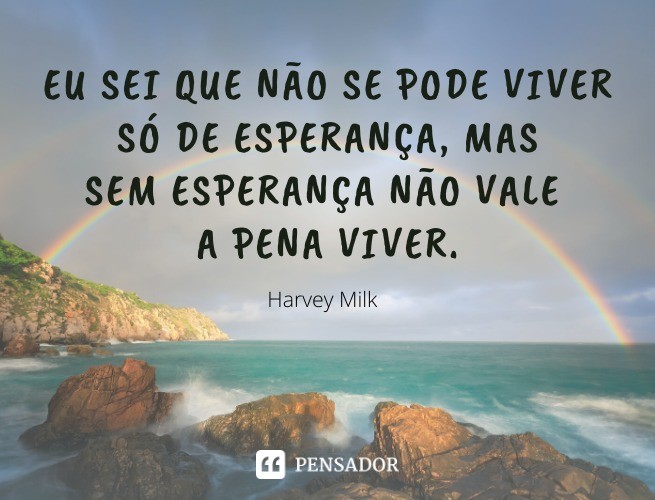 EU SEI QUE NÃO SE PODE VIVER
SÓ DE ESPERANÇA, MAS
SEM ESPERANÇA NÃO VALE
A PENA VIVER.
Harvey Milk
PENSADOR